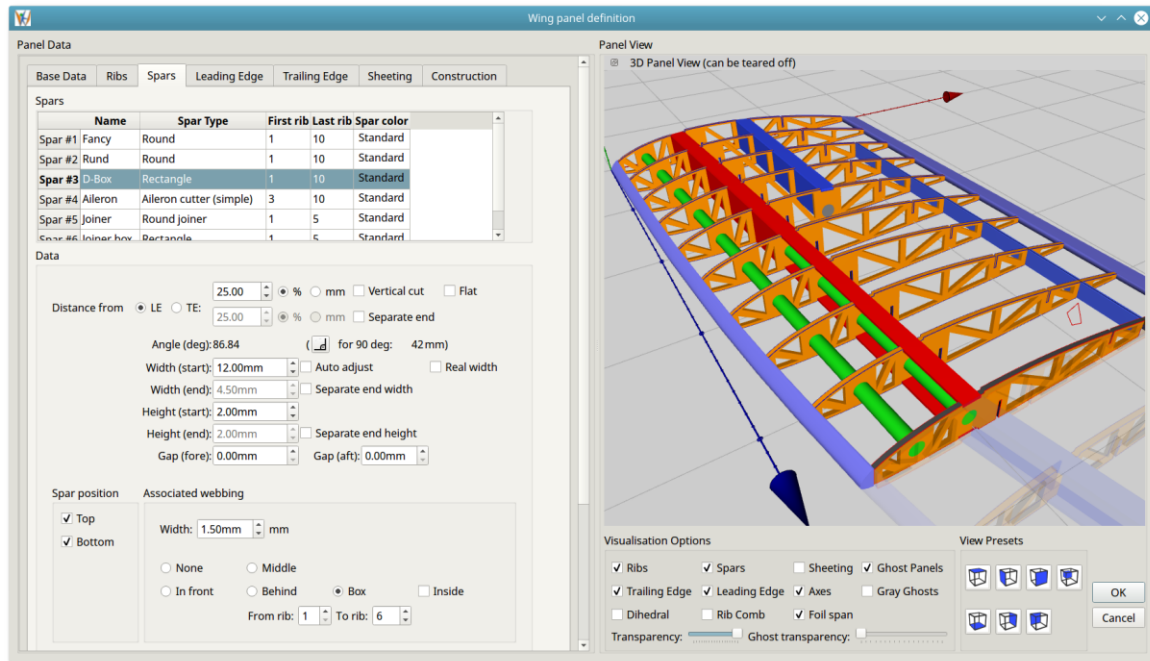 Wing panel definition
Panel Data
Base Data Ribs Spars Leading Edge Trailing Edge Sheeting Construction
Spars
Name Spar Type First rib Last rib Spar color
Spar #1 Fancy Round 1 10 Standard
Spar #2 Rund Round 1 10 Standard
Spar #3 D-Box Rectangle 1 10 Standard
Spar #4 Aileron Aileron cutter (simple) 3 10 Standard
Spar #5 Joiner Round joiner 1 5 Standard
Spar #6 Joiner box Rectangle 1 5 Standard
Data
25.00 % mm Vertical cut Flat
Distance from LE TE:
25.00 % mm Separate end
Angle (deg): 86.84 ( for 90 deg: 42 mm)
Width (start): 12.00mm Auto adjust Real width
Width (end): 4.50mm Separate end width
Height (start): 2.00mm
Height (end): 2.00mm Separate end height
Gap (fore): 0.00mm Gap (aft): 0.00mm
Spar position Associated webbing
Top
Bottom
Width: 1.50mm mm
None Middle
In front Behind Box Inside
From rib: 1 To rib: 6
Panel View
3D Panel View (can be teared off)
Visualisation Options
Ribs Spars Sheeting Ghost Panels
Trailing Edge Leading Edge Axes Gray Ghosts
Dihedral Rib Comb Foil span
Transparency: Ghost transparency:
View Presets
OK
Cancel